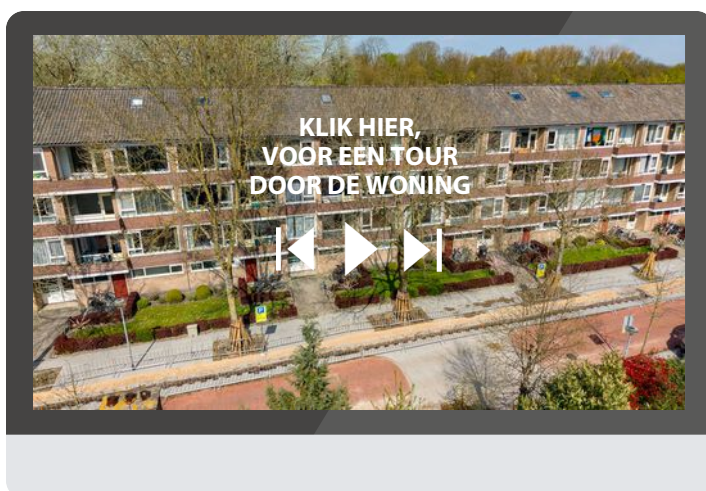 KLIK HIER,
VOOR EEN TOUR
DOOR DE WONING
P
P